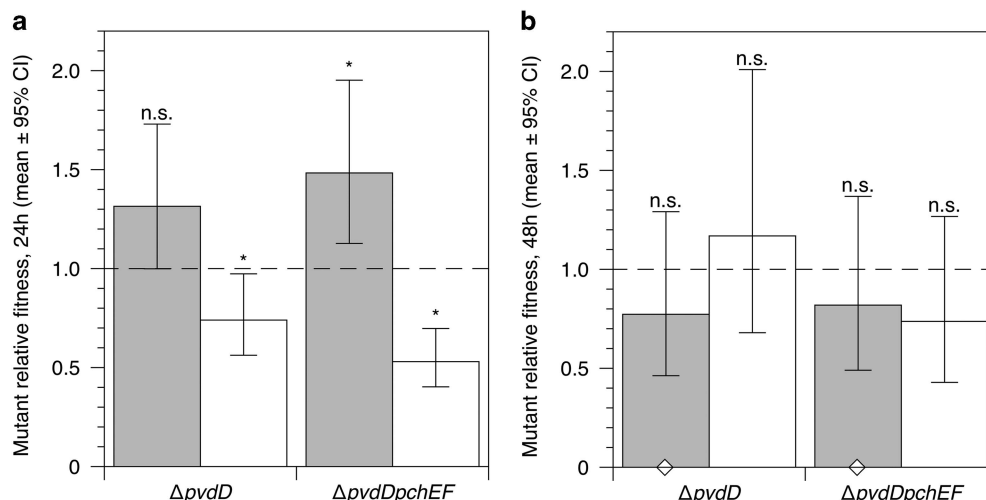 a
Mutant relative fitness, 24h (mean ± 95% CI)
2.0
1.5
1.0
0.5
0
n.s.
*
*
*
ΔpvdD
ΔpvdDpchEF
b
Mutant relative fitness, 48h (mean ± 95% CI)
2.0
1.5
1.0
0.5
0
n.s.
n.s.
n.s.
n.s.
ΔpvdD
ΔpvdDpchEF